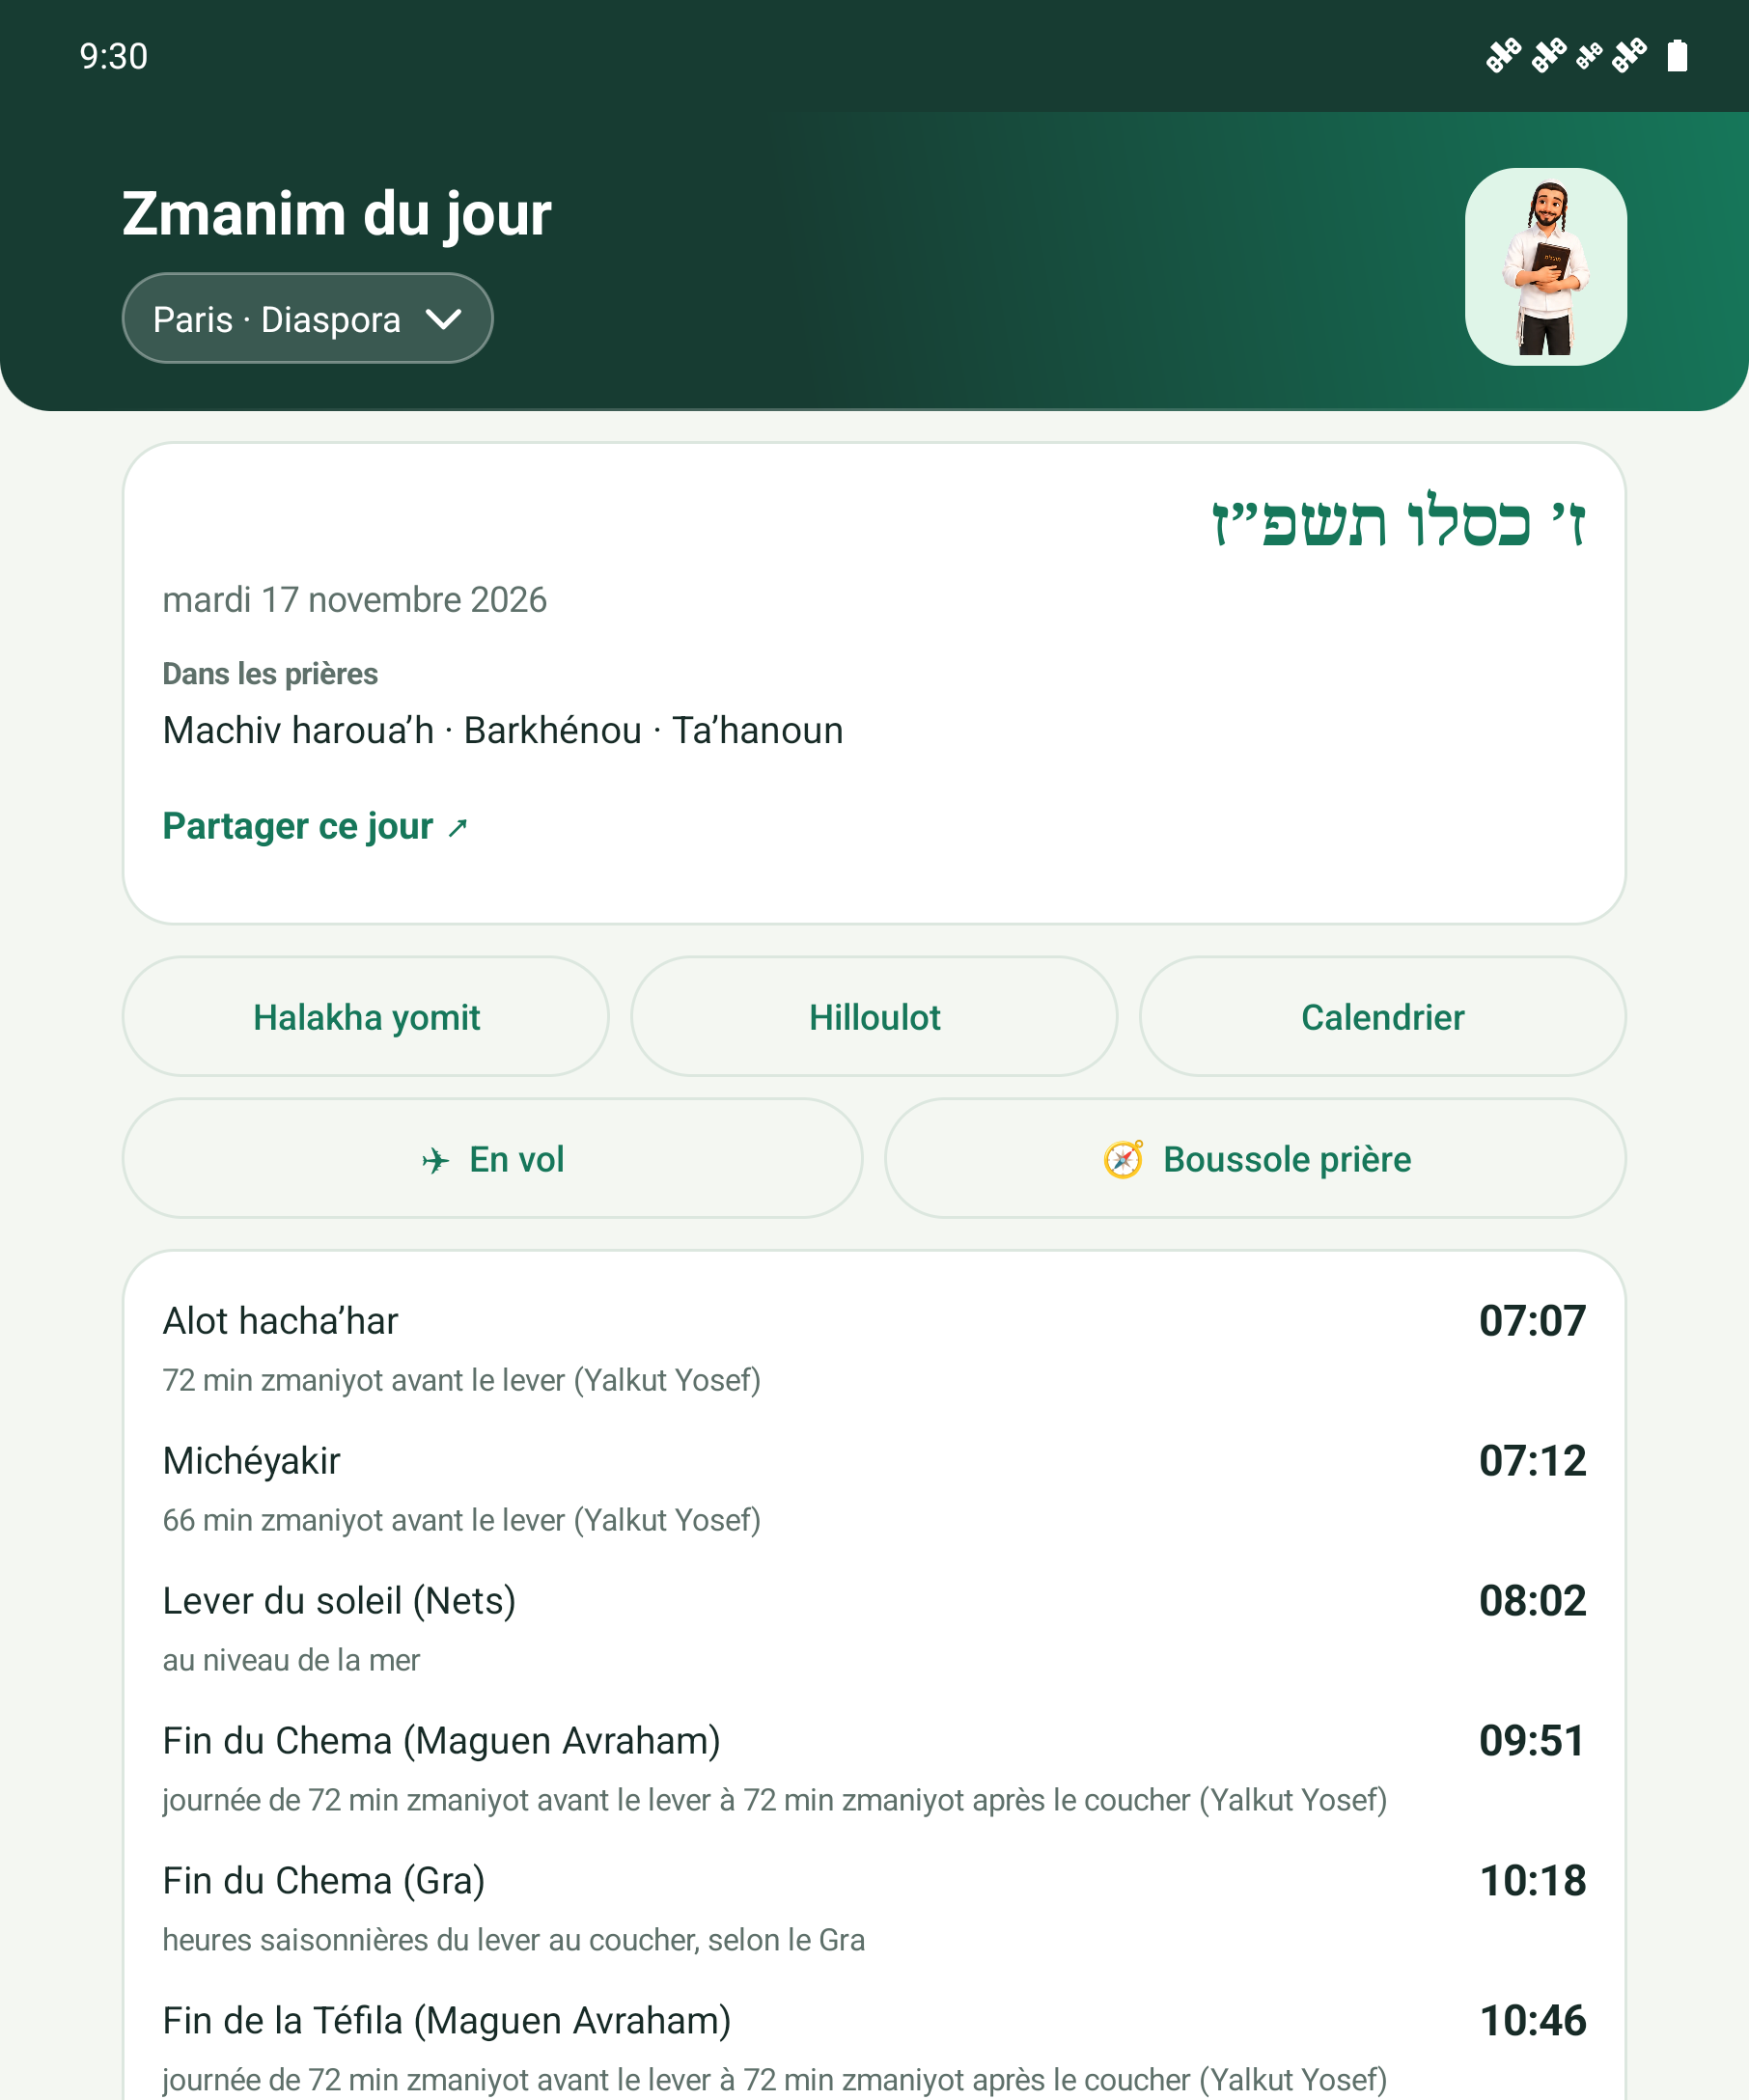 9:30
Zmanim du jour
Paris · Diaspora
ז׳ כסלו תשפ״ז
mardi 17 novembre 2026
Dans les prières
Machiv haroua’h · Barkhénou · Ta’hanoun
Partager ce jour ↗
Halakha yomit
Hilloulot
Calendrier
✈ En vol
🧭 Boussole prière
Alot hacha’har 07:07
72 min zmaniyot avant le lever (Yalkut Yosef)
Michéyakir 07:12
66 min zmaniyot avant le lever (Yalkut Yosef)
Lever du soleil (Nets) 08:02
au niveau de la mer
Fin du Chema (Maguen Avraham) 09:51
journée de 72 min zmaniyot avant le lever à 72 min zmaniyot après le coucher (Yalkut Yosef)
Fin du Chema (Gra) 10:18
heures saisonnières du lever au coucher, selon le Gra
Fin de la Téfila (Maguen Avraham) 10:46
journée de 72 min zmaniyot avant le lever à 72 min zmaniyot après le coucher (Yalkut Yosef)